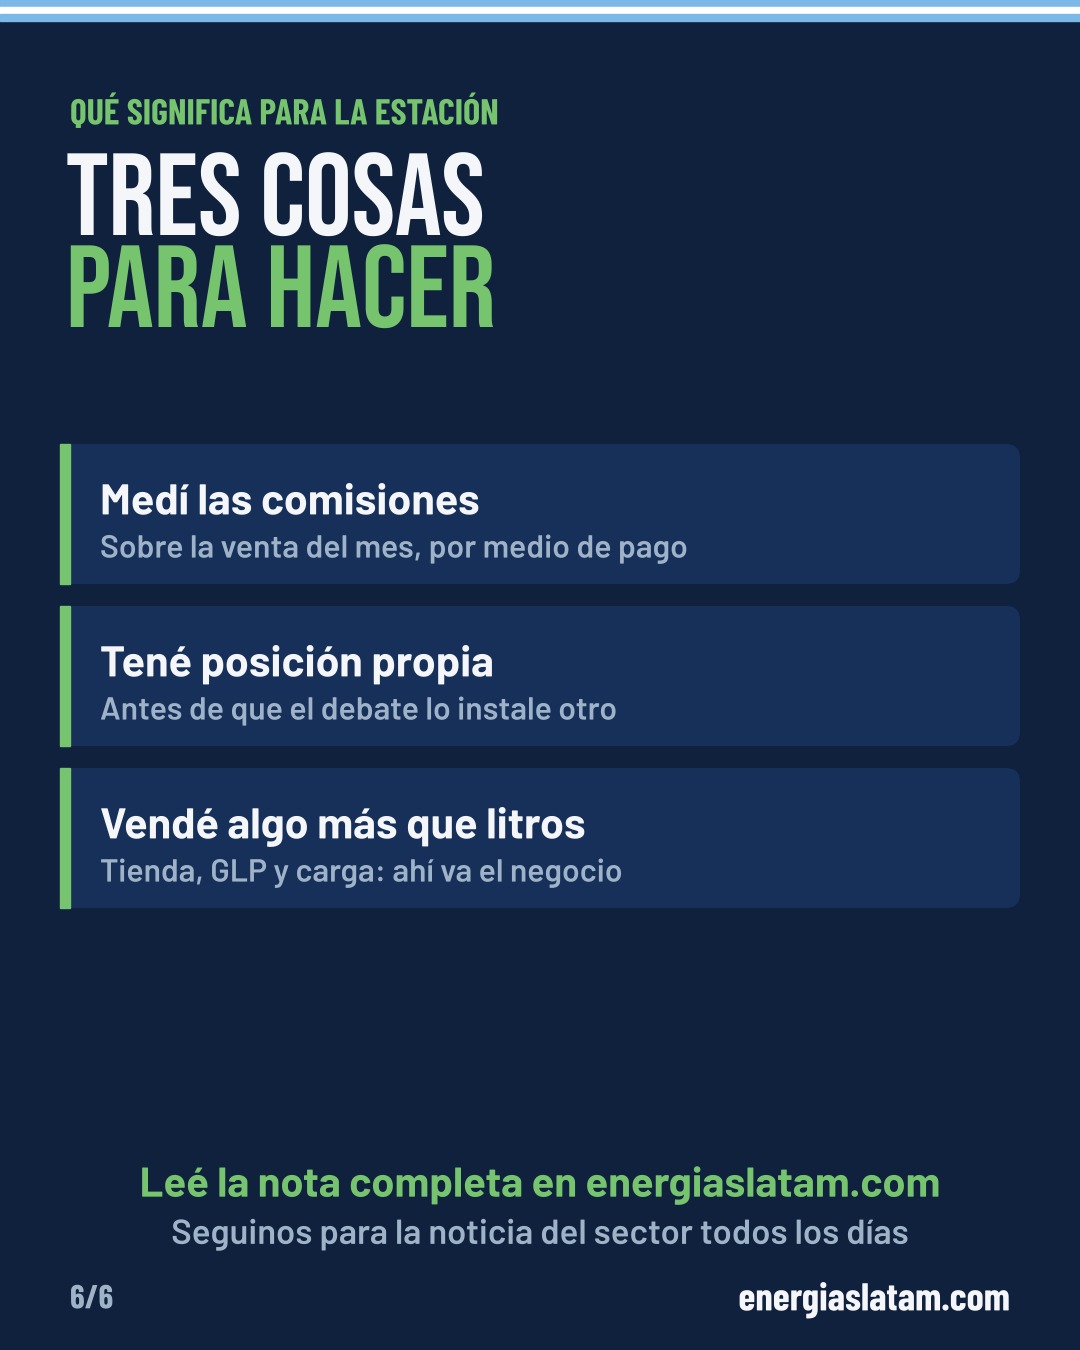 QUÉ SIGNIFICA PARA LA ESTACIÓN
TRES COSAS
PARA HACER
Medí las comisiones
Sobre la venta del mes, por medio de pago
Tené posición propia
Antes de que el debate lo instale otro
Vendé algo más que litros
Tienda, GLP y carga: ahí va el negocio
Leé la nota completa en energiaslatam.com
Seguinos para la noticia del sector todos los días
6/6
energiaslatam.com